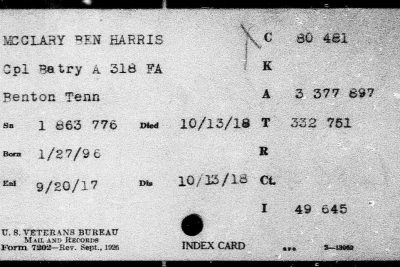 MCCLARY BEN HARRIS C 80 481
Cpl Batry A 318 FA K
Benton Tenn A 3 377 897
Sn 1 863 776 Died 10/13/18 T 332 751
Born 1/27/96 R
Enl 9/20/17 Dis 10/13/18 Ct.
I 49 645
U. S. VETERANS BUREAU
MAIL AND RECORDS
Form 7202—Rev. Sept., 1926 INDEX CARD